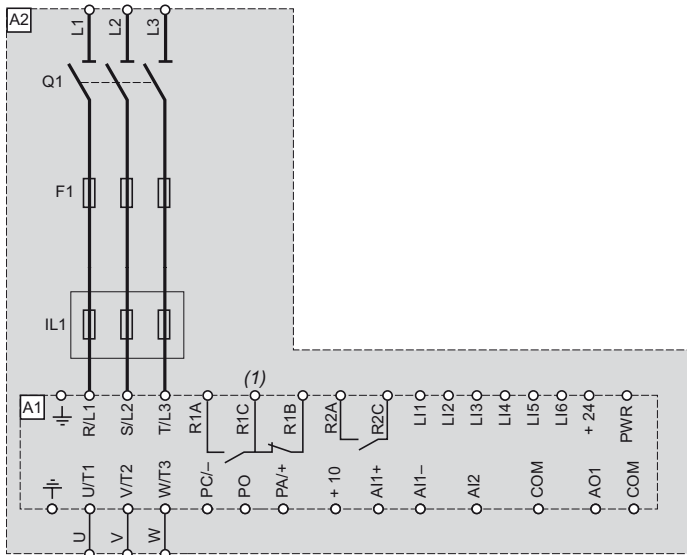 A2
L1 L2 L3
Q1
F1
IL1
(1)
A1
R/L1 S/L2 T/L3 R1A R1C R1B R2A R2C LI1 LI2 LI3 LI4 LI5 LI6 + 24 PWR
U/T1 V/T2 W/T3 PC/– PO PA/+ + 10 AI1+ AI1– AI2 COM AO1 COM
U V W